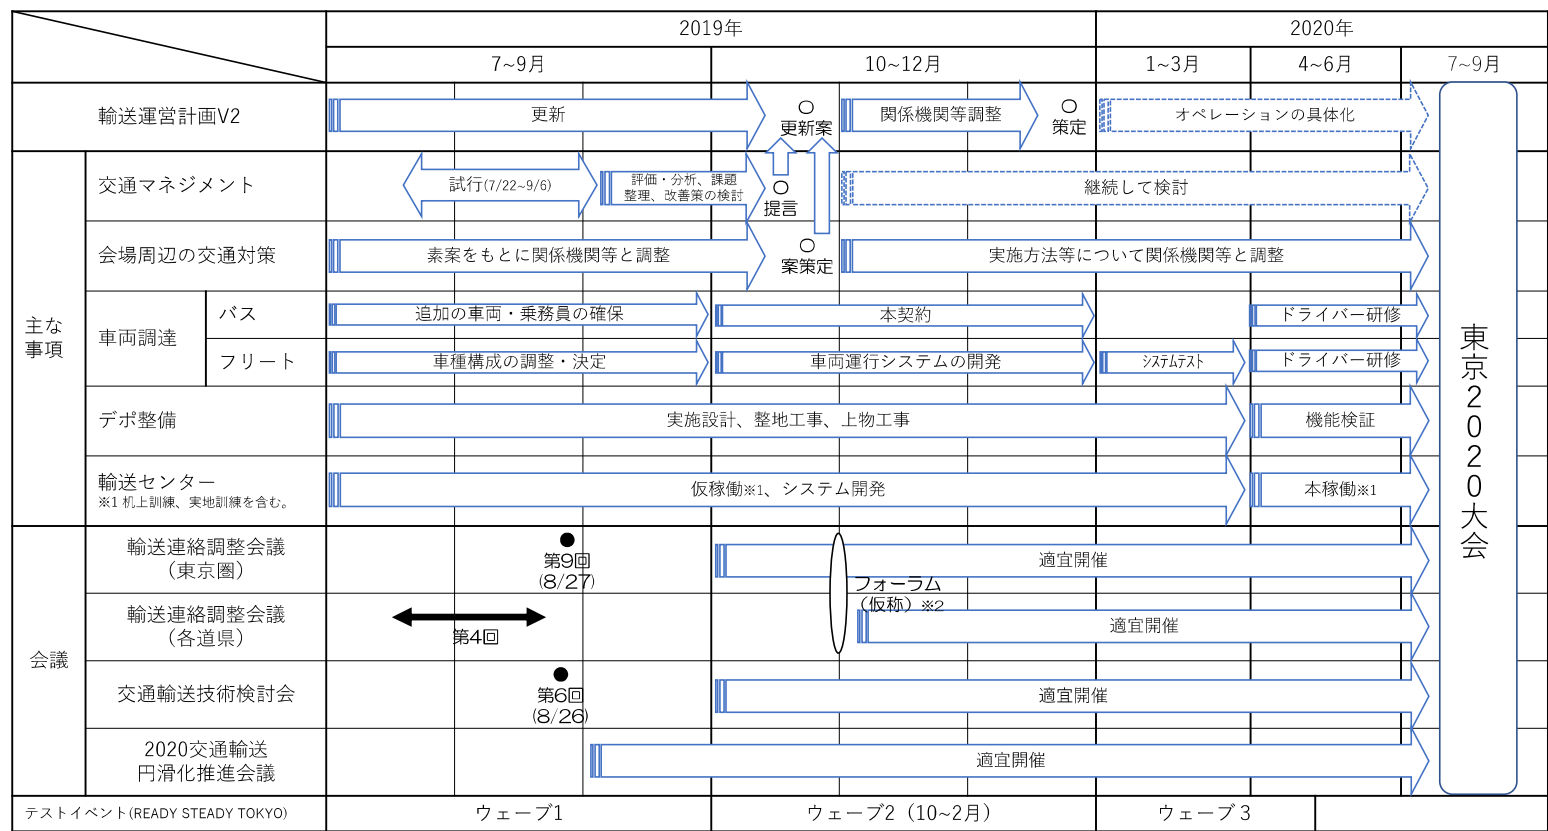 2019年
2020年
7~9月
10~12月
1~3月
4~6月
7~9月
輸送運営計画V2
更新
○
更新案
関係機関等調整
○
策定
オペレーションの具体化
主な
事項
交通マネジメント
試行(7/22~9/6)
評価・分析、課題
整理、改善策の検討
○
提言
継続して検討
会場周辺の交通対策
素案をもとに関係機関等と調整
○
案策定
実施方法等について関係機関等と調整
車両調達
バス
追加の車両・乗務員の確保
本契約
ドライバー研修
フリート
車種構成の調整・決定
車両運行システムの開発
システムテスト
ドライバー研修
デポ整備
実施設計、整地工事、上物工事
機能検証
輸送センター
※1 机上訓練、実地訓練を含む。
仮稼働※1、システム開発
本稼働※1
東京2020大会
会議
輸送連絡調整会議
（東京圏）
●
第9回
(8/27)
適宜開催
フォーラム
（仮称）※2
輸送連絡調整会議
（各道県）
第4回
適宜開催
交通輸送技術検討会
●
第6回
(8/26)
適宜開催
2020交通輸送
円滑化推進会議
適宜開催
テストイベント(READY STEADY TOKYO)
ウェーブ1
ウェーブ2（10~2月）
ウェーブ３